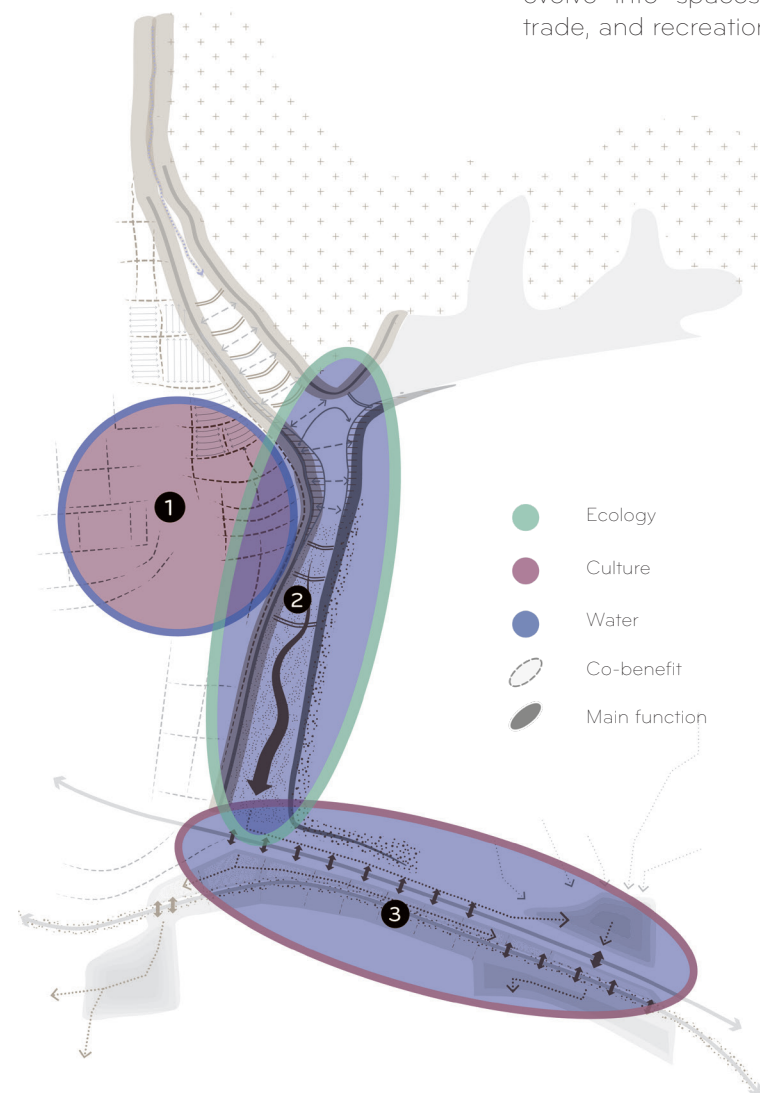 evolve into spaces
trade, and recreation
1
2
3
Ecology
Culture
Water
Co-benefit
Main function